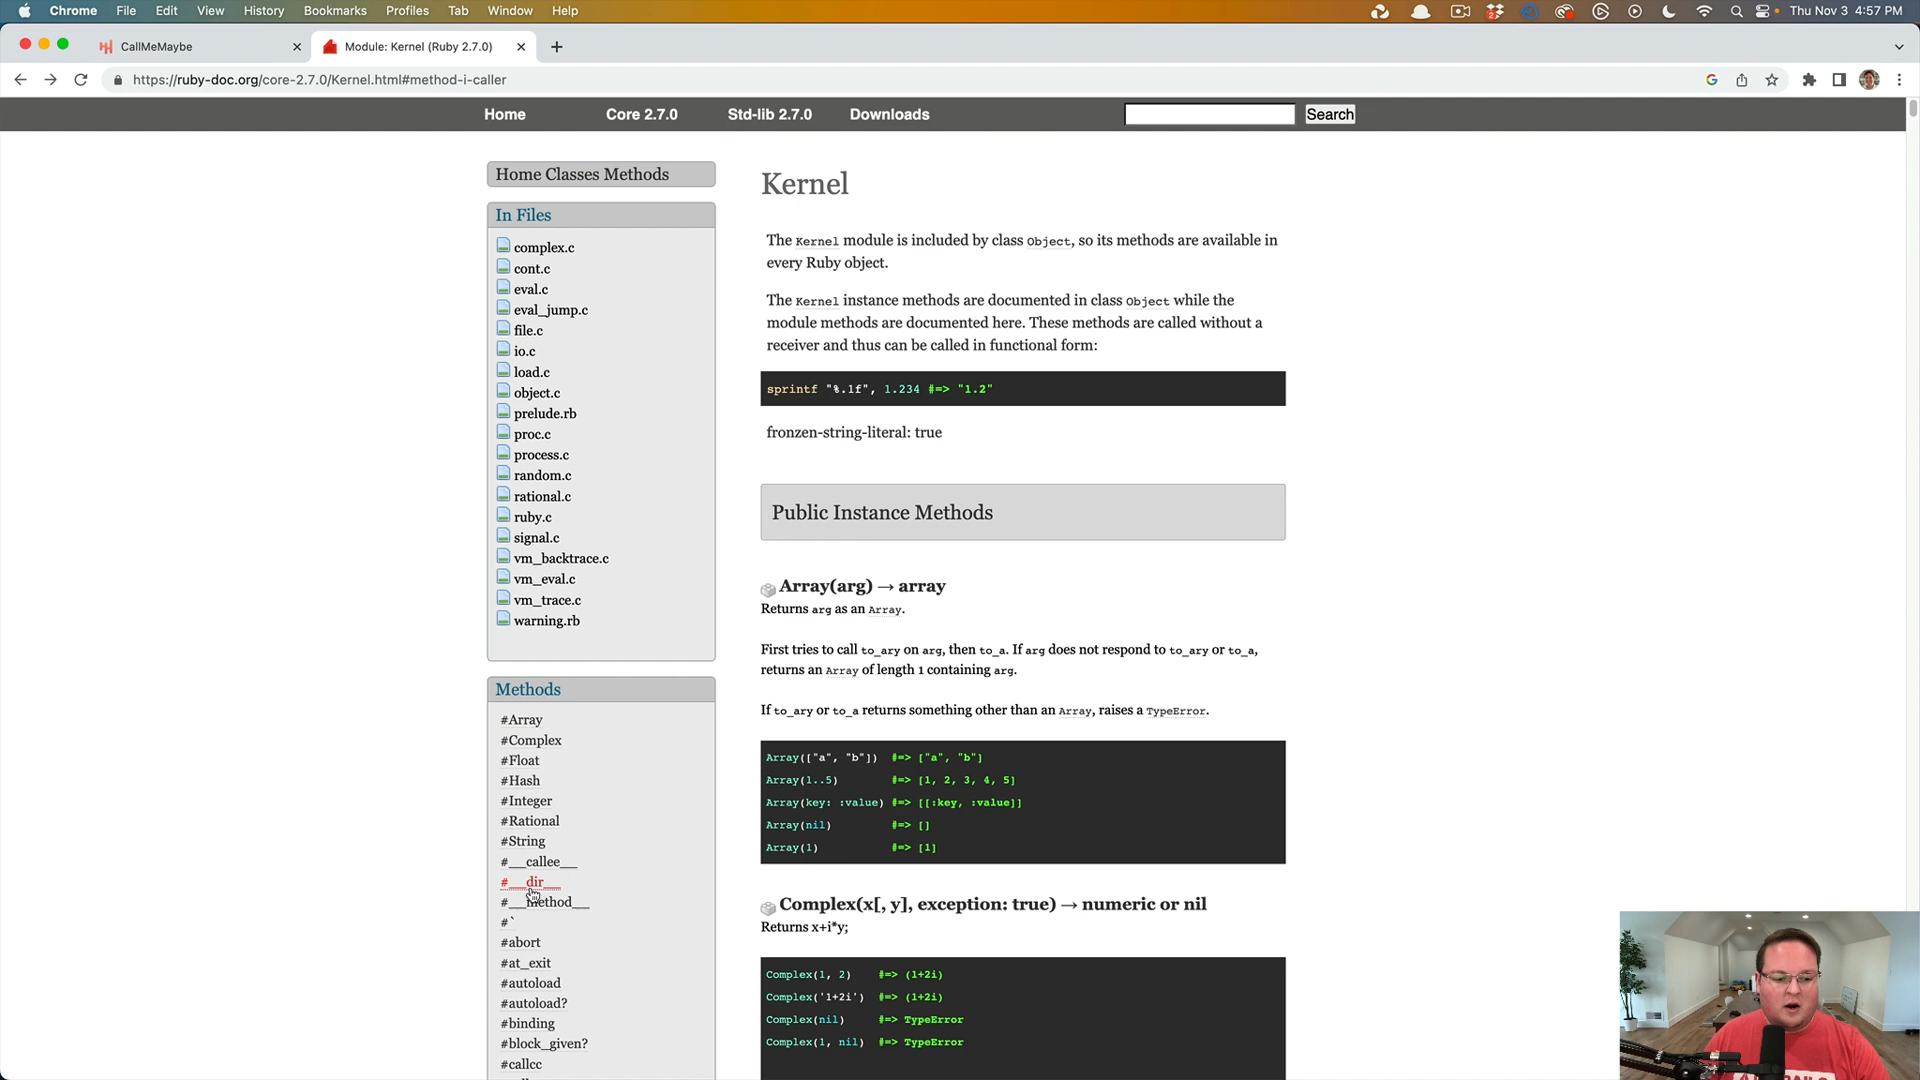 Chrome File Edit View History Bookmarks Profiles Tab Window Help Thu Nov 3 4:57 PM
CallMeMaybe Module: Kernel (Ruby 2.7.0)
https://ruby-doc.org/core-2.7.0/Kernel.html#method-i-caller
Home Core 2.7.0 Std-lib 2.7.0 Downloads Search
Home Classes Methods
In Files
complex.c
cont.c
eval.c
eval_jump.c
file.c
io.c
load.c
object.c
prelude.rb
proc.c
process.c
random.c
rational.c
ruby.c
signal.c
vm_backtrace.c
vm_eval.c
vm_trace.c
warning.rb
Methods
#Array
#Complex
#Float
#Hash
#Integer
#Rational
#String
#__callee__
#__dir__
#__method__
#`
#abort
#at_exit
#autoload
#autoload?
#binding
#block_given?
#callcc
Kernel
The Kernel module is included by class Object, so its methods are available in
every Ruby object.
The Kernel instance methods are documented in class Object while the
module methods are documented here. These methods are called without a
receiver and thus can be called in functional form:
sprintf "%.1f", 1.234 #=> "1.2"
fronzen-string-literal: true
Public Instance Methods
Array(arg) → array
Returns arg as an Array.
First tries to call to_ary on arg, then to_a. If arg does not respond to to_ary or to_a,
returns an Array of length 1 containing arg.
If to_ary or to_a returns something other than an Array, raises a TypeError.
Array(["a", "b"]) #=> ["a", "b"]
Array(1..5) #=> [1, 2, 3, 4, 5]
Array(key: :value) #=> [[:key, :value]]
Array(nil) #=> []
Array(1) #=> [1]
Complex(x[, y], exception: true) → numeric or nil
Returns x+i*y;
Complex(1, 2) #=> (1+2i)
Complex('1+2i') #=> (1+2i)
Complex(nil) #=> TypeError
Complex(1, nil) #=> TypeError